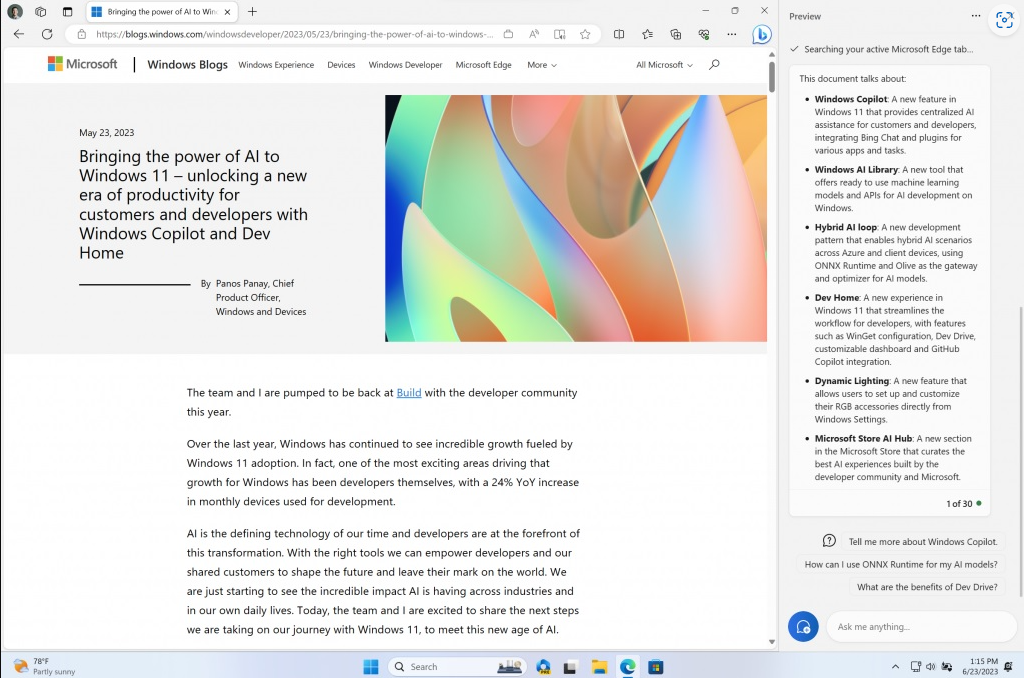 Bringing the power of AI to Win
https://blogs.windows.com/windowsdeveloper/2023/05/23/bringing-the-power-of-ai-to-windows-...
Microsoft
Windows Blogs
Windows Experience
Devices
Windows Developer
Microsoft Edge
More
All Microsoft
May 23, 2023
Bringing the power of AI to
Windows 11 – unlocking a new
era of productivity for
customers and developers with
Windows Copilot and Dev
Home
By Panos Panay, Chief
Product Officer,
Windows and Devices
The team and I are pumped to be back at Build with the developer community
this year.
Over the last year, Windows has continued to see incredible growth fueled by
Windows 11 adoption. In fact, one of the most exciting areas driving that
growth for Windows has been developers themselves, with a 24% YoY increase
in monthly devices used for development.
AI is the defining technology of our time and developers are at the forefront of
this transformation. With the right tools we can empower developers and our
shared customers to shape the future and leave their mark on the world. We
are just starting to see the incredible impact AI is having across industries and
in our own daily lives. Today, the team and I are excited to share the next steps
we are taking on our journey with Windows 11, to meet this new age of AI.
Preview
Searching your active Microsoft Edge tab...
This document talks about:
• Windows Copilot: A new feature in
Windows 11 that provides centralized AI
assistance for customers and developers,
integrating Bing Chat and plugins for
various apps and tasks.
• Windows AI Library: A new tool that
offers ready to use machine learning
models and APIs for AI development on
Windows.
• Hybrid AI loop: A new development
pattern that enables hybrid AI scenarios
across Azure and client devices, using
ONNX Runtime and Olive as the gateway
and optimizer for AI models.
• Dev Home: A new experience in
Windows 11 that streamlines the
workflow for developers, with features
such as WinGet configuration, Dev Drive,
customizable dashboard and GitHub
Copilot integration.
• Dynamic Lighting: A new feature that
allows users to set up and customize
their RGB accessories directly from
Windows Settings.
• Microsoft Store AI Hub: A new section
in the Microsoft Store that curates the
best AI experiences built by the
developer community and Microsoft.
1 of 30
Tell me more about Windows Copilot.
How can I use ONNX Runtime for my AI models?
What are the benefits of Dev Drive?
Ask me anything...
78°F
Partly sunny
Search
1:15 PM
6/23/2023